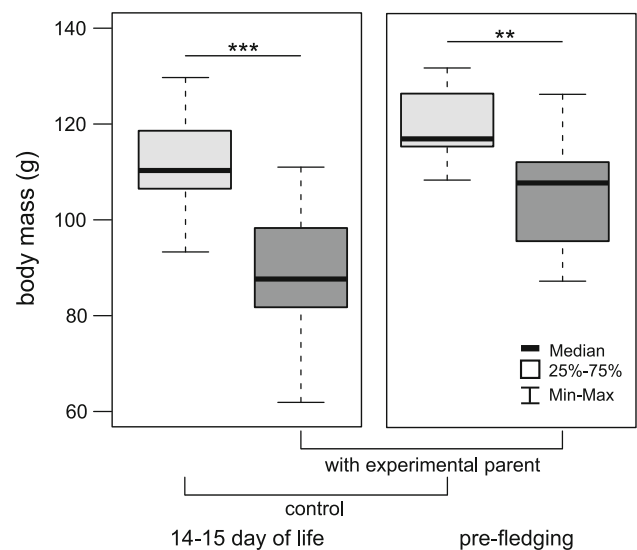 140
120
100
80
60
body mass (g)
***
**
Median
25%-75%
Min-Max
with experimental parent
control
14-15 day of life
pre-fledging